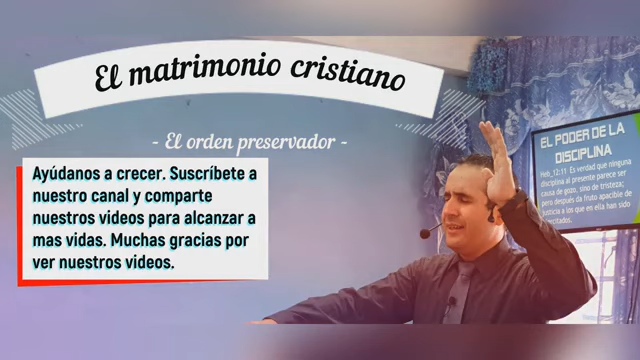 El matrimonio cristiano
- El orden preservador -
Ayúdanos a crecer. Suscríbete a
nuestro canal y comparte
nuestros videos para alcanzar a
mas vidas. Muchas gracias por
ver nuestros videos.
EL PODER DE LA
DISCIPLINA
Heb_12:11 Es verdad que ninguna
disciplina al presente parece ser
causa de gozo, sino de tristeza;
pero después da fruto apacible de
justicia a los que en ella han sido
ejercitados.